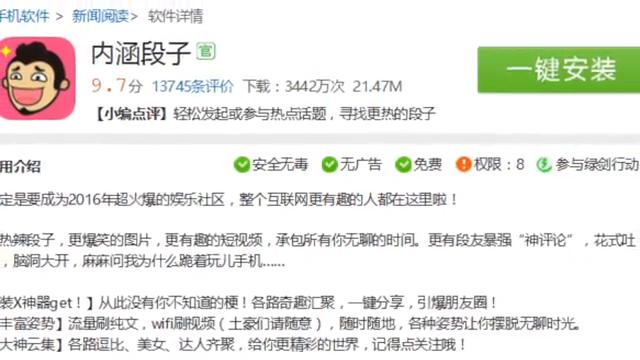 手机软件 > 新闻阅读 > 软件详情
内涵段子 官
9.7分 13745条评价 下载：3442万次 21.47M
一键安装
【小编点评】轻松发起或参与热点话题，寻找更热的段子
用介绍
安全无毒 无广告 免费 权限：8 参与绿剑行动
定是要成为2016年超火爆的娱乐社区，整个互联网更有趣的人都在这里啦！
热辣段子，更爆笑的图片，更有趣的短视频，承包所有你无聊的时间。更有段友最强“神评论”，花式吐
，脑洞大开，麻麻问我为什么跪着玩儿手机......
装X神器get！】从此没有你不知道的梗！各路奇趣汇聚，一键分享，引爆朋友圈！
丰富姿势】流量刷纯文，wifi刷视频（土豪们请随意），随时随地，各种姿势让你摆脱无聊时光。
大神云集】各路逗比、美女、达人齐聚，给你更精彩的世界，记得点关注哦！